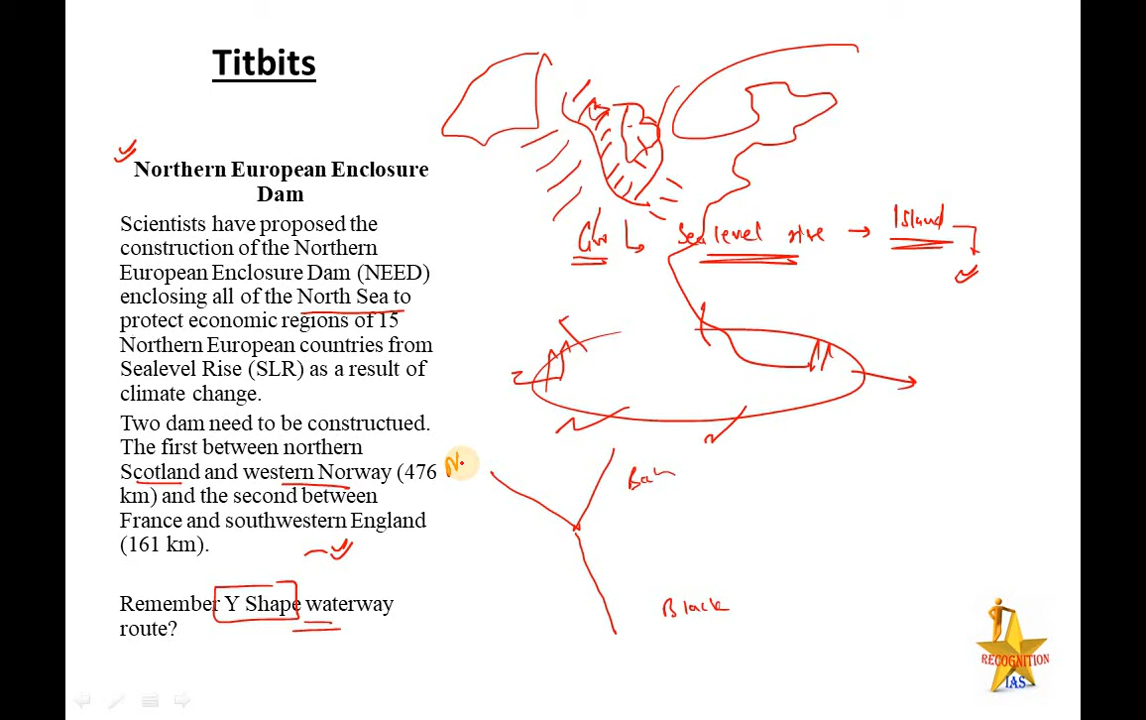 Titbits
Northern European Enclosure
Dam
Scientists have proposed the
construction of the Northern
European Enclosure Dam (NEED)
enclosing all of the North Sea to
protect economic regions of 15
Northern European countries from
Sealevel Rise (SLR) as a result of
climate change.
Two dam need to be constructued.
The first between northern
Scotland and western Norway (476
km) and the second between
France and southwestern England
(161 km).
Remember Y Shape waterway
route?
Sea level rise → Island
Black
RECOGNITION
IAS